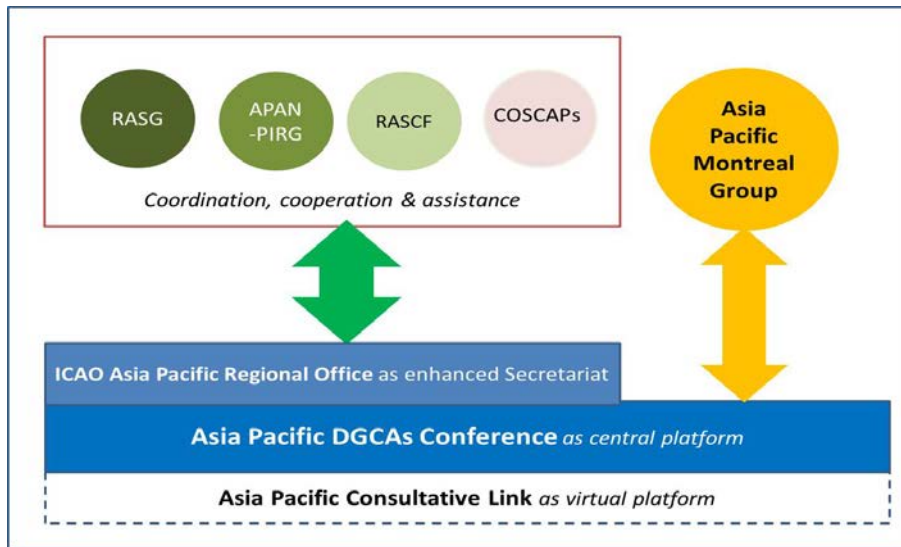 RASG
APAN
-PIRG
RASCF
COSCAPs
Coordination, cooperation & assistance
Asia
Pacific
Montreal
Group
ICAO Asia Pacific Regional Office as enhanced Secretariat
Asia Pacific DGCAs Conference as central platform
Asia Pacific Consultative Link as virtual platform